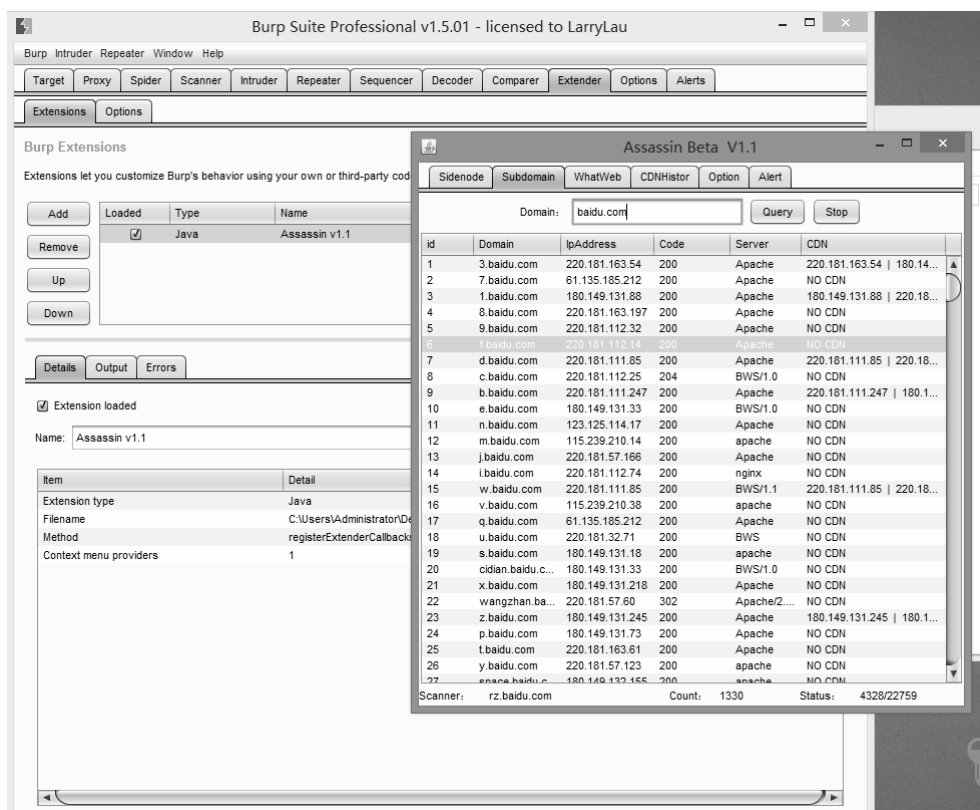 Burp Suite Professional v1.5.01 - licensed to LarryLau
Burp Intruder Repeater Window Help
Target Proxy Spider Scanner Intruder Repeater Sequencer Decoder Comparer Extender Options Alerts
Extensions Options
Burp Extensions
Extensions let you customize Burp's behavior using your own or third-party cod
Add
Remove
Up
Down
Loaded Type Name
Java Assassin v1.1
Details Output Errors
Extension loaded
Name: Assassin v1.1
Item Detail
Extension type Java
Filename C:\Users\Administrator\De
Method registerExtenderCallbacks
Context menu providers 1
Assassin Beta V1.1
Sidenode Subdomain WhatWeb CDNHistor Option Alert
Domain: baidu.com Query Stop
id Domain IpAddress Code Server CDN
1 3.baidu.com 220.181.163.54 200 Apache 220.181.163.54 | 180.14...
2 7.baidu.com 61.135.185.212 200 Apache NO CDN
3 1.baidu.com 180.149.131.88 200 Apache 180.149.131.88 | 220.18...
4 8.baidu.com 220.181.163.197 200 Apache NO CDN
5 9.baidu.com 220.181.112.32 200 Apache NO CDN
6 f.baidu.com 220.181.112.14 200 Apache NO CDN
7 d.baidu.com 220.181.111.85 200 Apache 220.181.111.85 | 220.18...
8 c.baidu.com 220.181.112.25 204 BWS/1.0 NO CDN
9 b.baidu.com 220.181.111.247 200 Apache 220.181.111.247 | 180.1...
10 e.baidu.com 180.149.131.33 200 BWS/1.0 NO CDN
11 n.baidu.com 123.125.114.17 200 Apache NO CDN
12 m.baidu.com 115.239.210.14 200 apache NO CDN
13 j.baidu.com 220.181.57.166 200 Apache NO CDN
14 i.baidu.com 220.181.112.74 200 nginx NO CDN
15 w.baidu.com 220.181.111.85 200 BWS/1.1 220.181.111.85 | 220.18...
16 v.baidu.com 115.239.210.38 200 apache NO CDN
17 q.baidu.com 61.135.185.212 200 Apache NO CDN
18 u.baidu.com 220.181.32.71 200 BWS NO CDN
19 s.baidu.com 180.149.131.18 200 apache NO CDN
20 cidian.baidu.c... 180.149.131.33 200 BWS/1.0 NO CDN
21 x.baidu.com 180.149.131.218 200 Apache NO CDN
22 wangzhan.ba... 220.181.57.60 302 Apache/2.... NO CDN
23 z.baidu.com 180.149.131.245 200 Apache 180.149.131.245 | 180.1...
24 p.baidu.com 180.149.131.73 200 Apache NO CDN
25 t.baidu.com 220.181.163.61 200 Apache NO CDN
26 y.baidu.com 220.181.57.123 200 apache NO CDN
27 space.baidu.c... 180.149.132.155 200 apache NO CDN
Scanner: rz.baidu.com Count: 1330 Status: 4328/22759